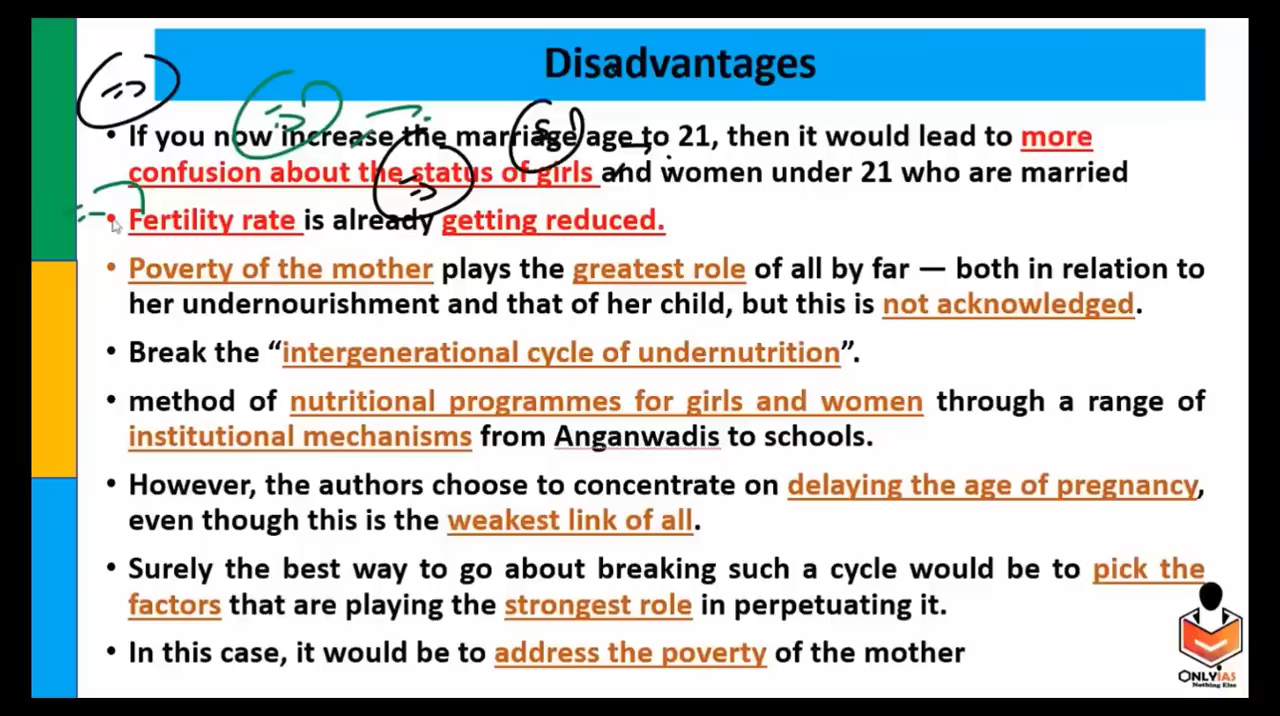 Disadvantages
• If you now increase the marriage age to 21, then it would lead to more
confusion about the status of girls and women under 21 who are married
• Fertility rate is already getting reduced.
• Poverty of the mother plays the greatest role of all by far — both in relation to
her undernourishment and that of her child, but this is not acknowledged.
• Break the “intergenerational cycle of undernutrition”.
• method of nutritional programmes for girls and women through a range of
institutional mechanisms from Anganwadis to schools.
• However, the authors choose to concentrate on delaying the age of pregnancy,
even though this is the weakest link of all.
• Surely the best way to go about breaking such a cycle would be to pick the
factors that are playing the strongest role in perpetuating it.
• In this case, it would be to address the poverty of the mother
ONLYIAS
Nothing Else